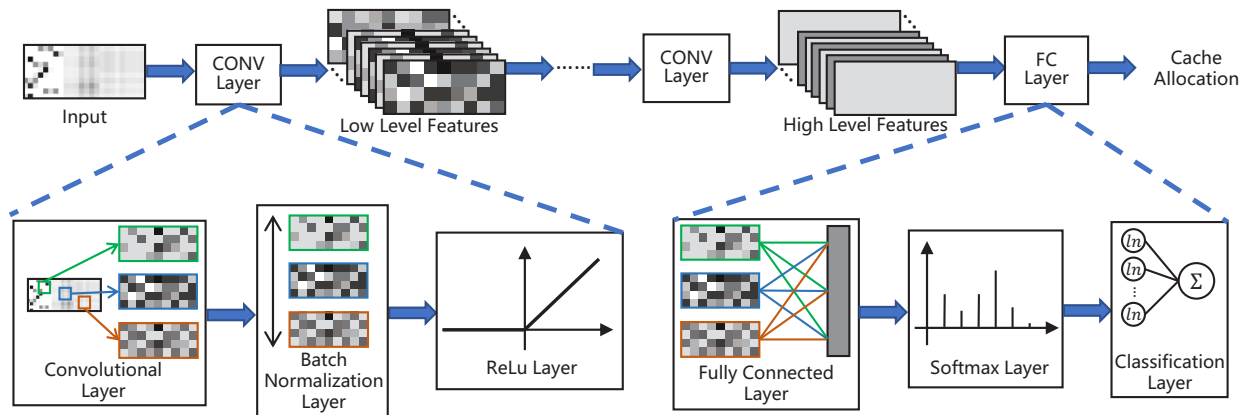 Input
CONV
Layer
Low Level Features
CONV
Layer
High Level Features
FC
Layer
Cache
Allocation
Convolutional
Layer
Batch
Normalization
Layer
ReLu Layer
Fully Connected
Layer
Softmax Layer
ln
ln
ln
Σ
Classification
Layer